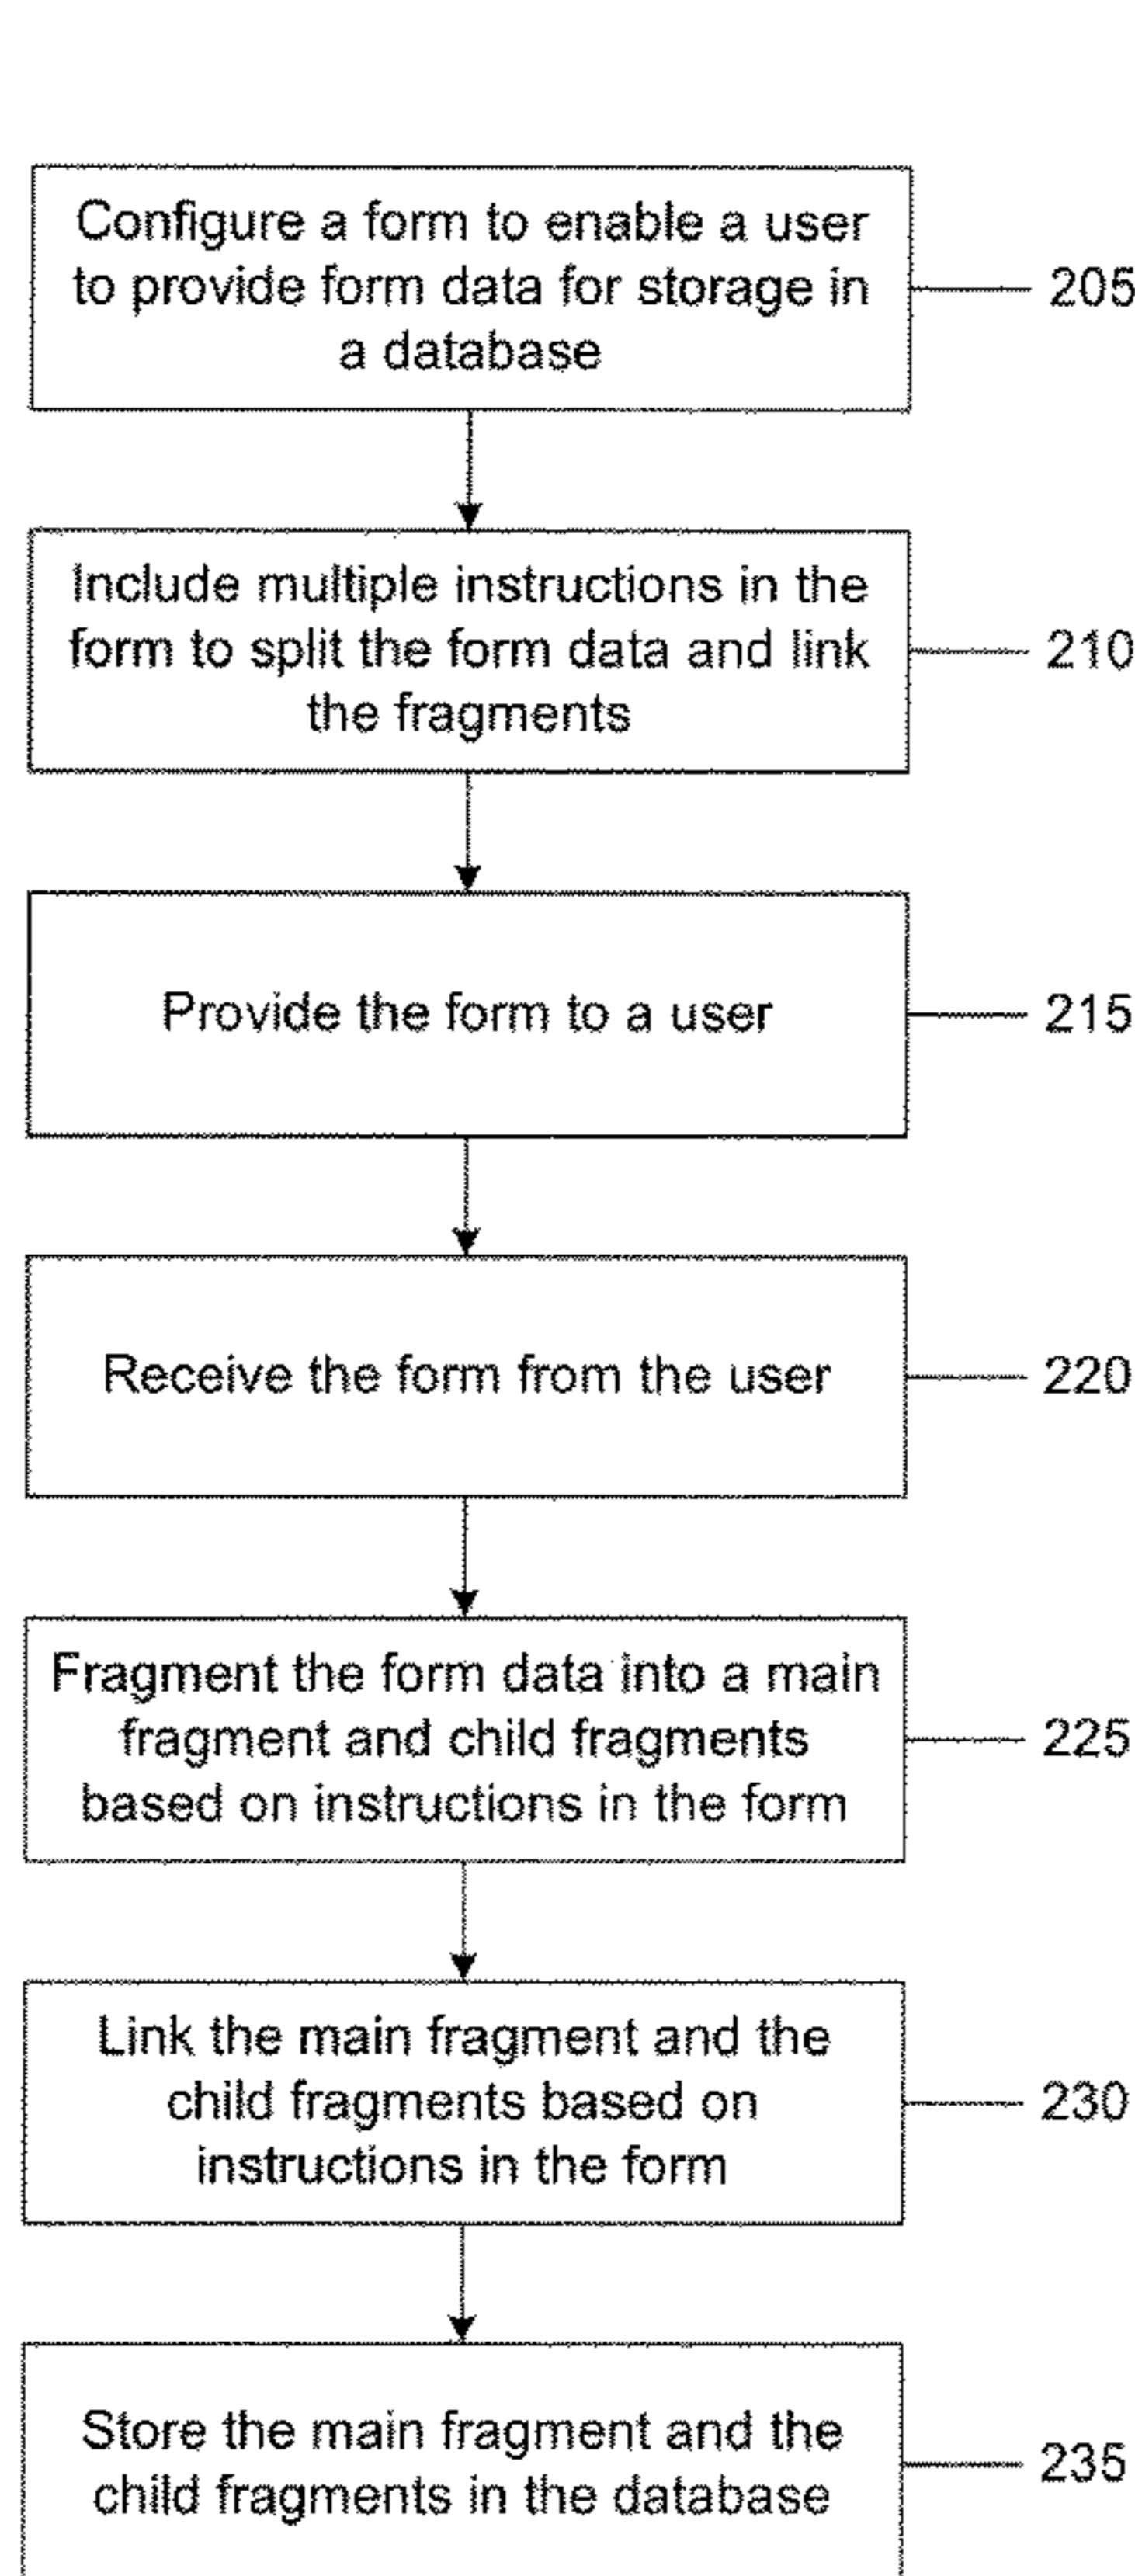 Configure a form to enable a user
to provide form data for storage in
a database
205
Include multiple instructions in the
form to split the form data and link
the fragments
210
Provide the form to a user
215
Receive the form from the user
220
Fragment the form data into a main
fragment and child fragments
based on instructions in the form
225
Link the main fragment and the
child fragments based on
instructions in the form
230
Store the main fragment and the
child fragments in the database
235